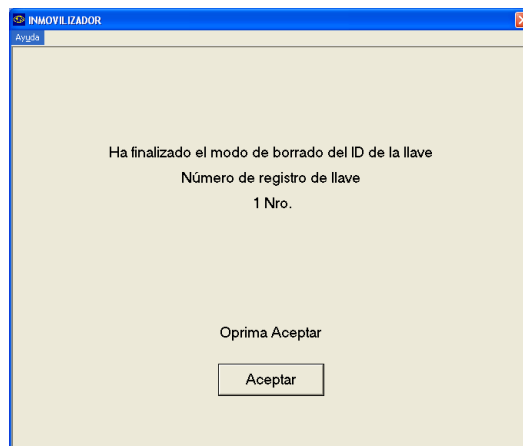 INMOVILIZADOR
Ayuda
Ha finalizado el modo de borrado del ID de la llave
Número de registro de llave
1 Nro.
Oprima Aceptar
Aceptar